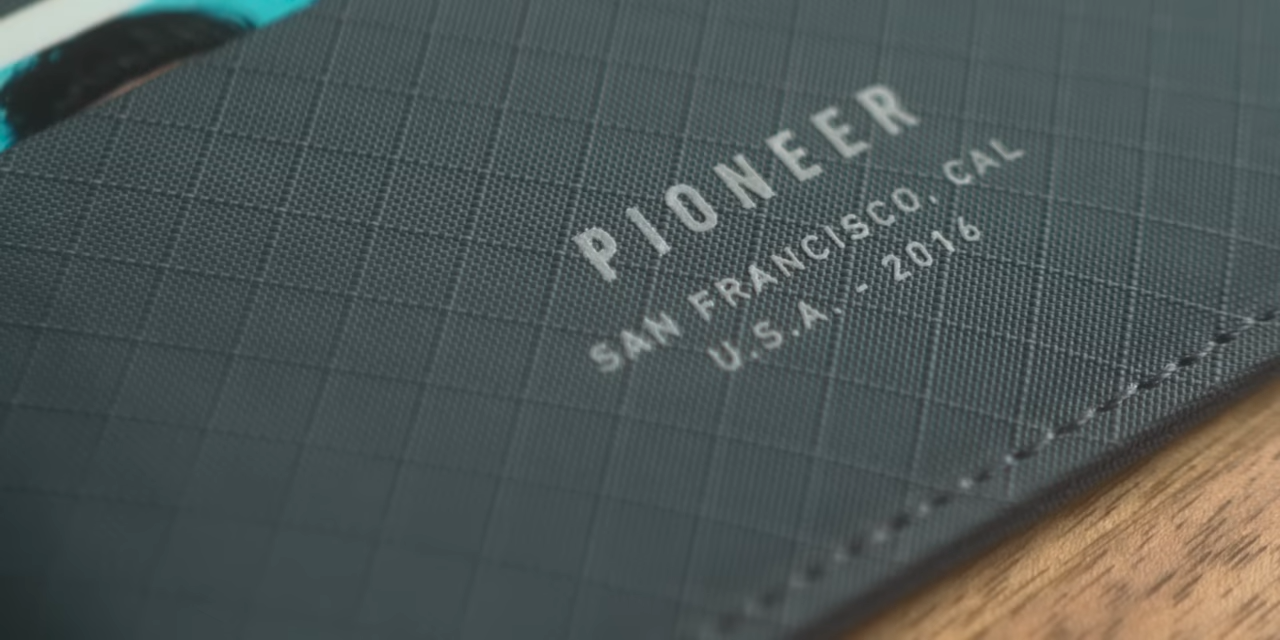 PIONEER
SAN FRANCISCO, CAL
U.S.A. - 2016